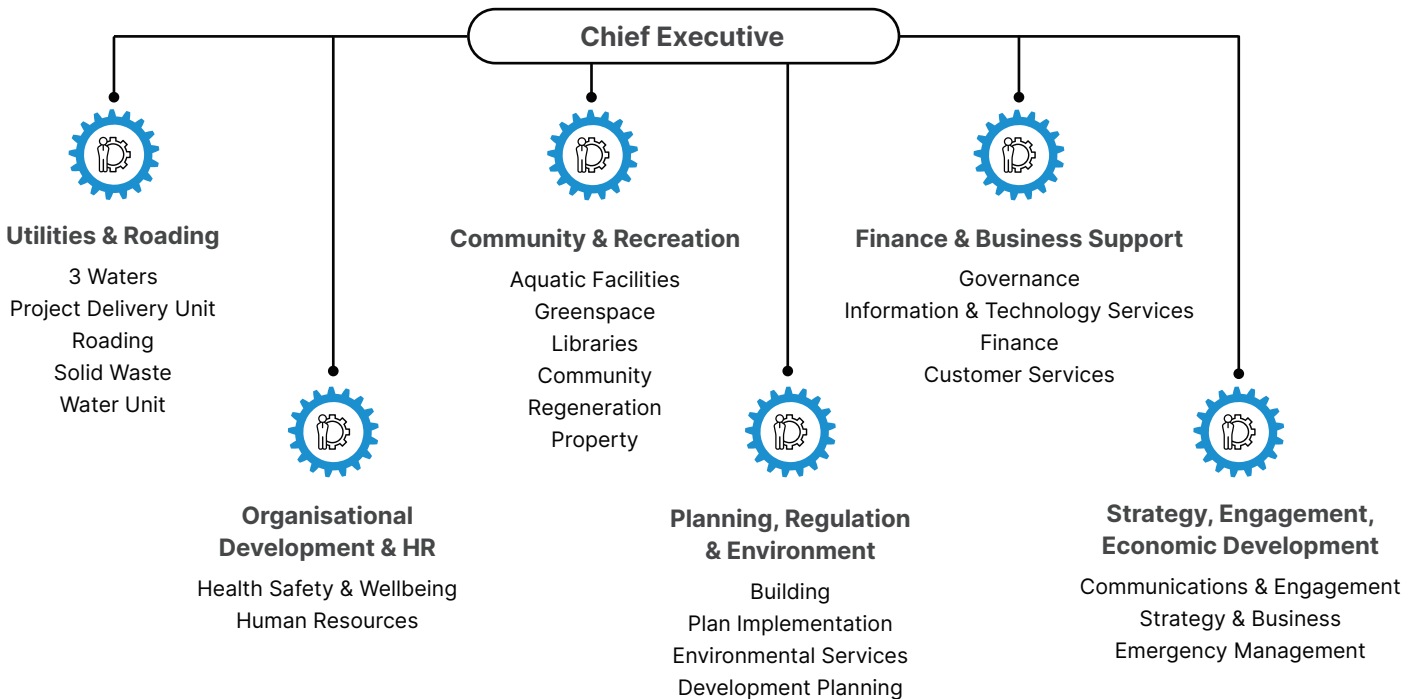 Chief Executive
Utilities & Roading
3 Waters
Project Delivery Unit
Roading
Solid Waste
Water Unit
Organisational
Development & HR
Health Safety & Wellbeing
Human Resources
Community & Recreation
Aquatic Facilities
Greenspace
Libraries
Community
Regeneration
Property
Planning, Regulation
& Environment
Building
Plan Implementation
Environmental Services
Development Planning
Finance & Business Support
Governance
Information & Technology Services
Finance
Customer Services
Strategy, Engagement,
Economic Development
Communications & Engagement
Strategy & Business
Emergency Management